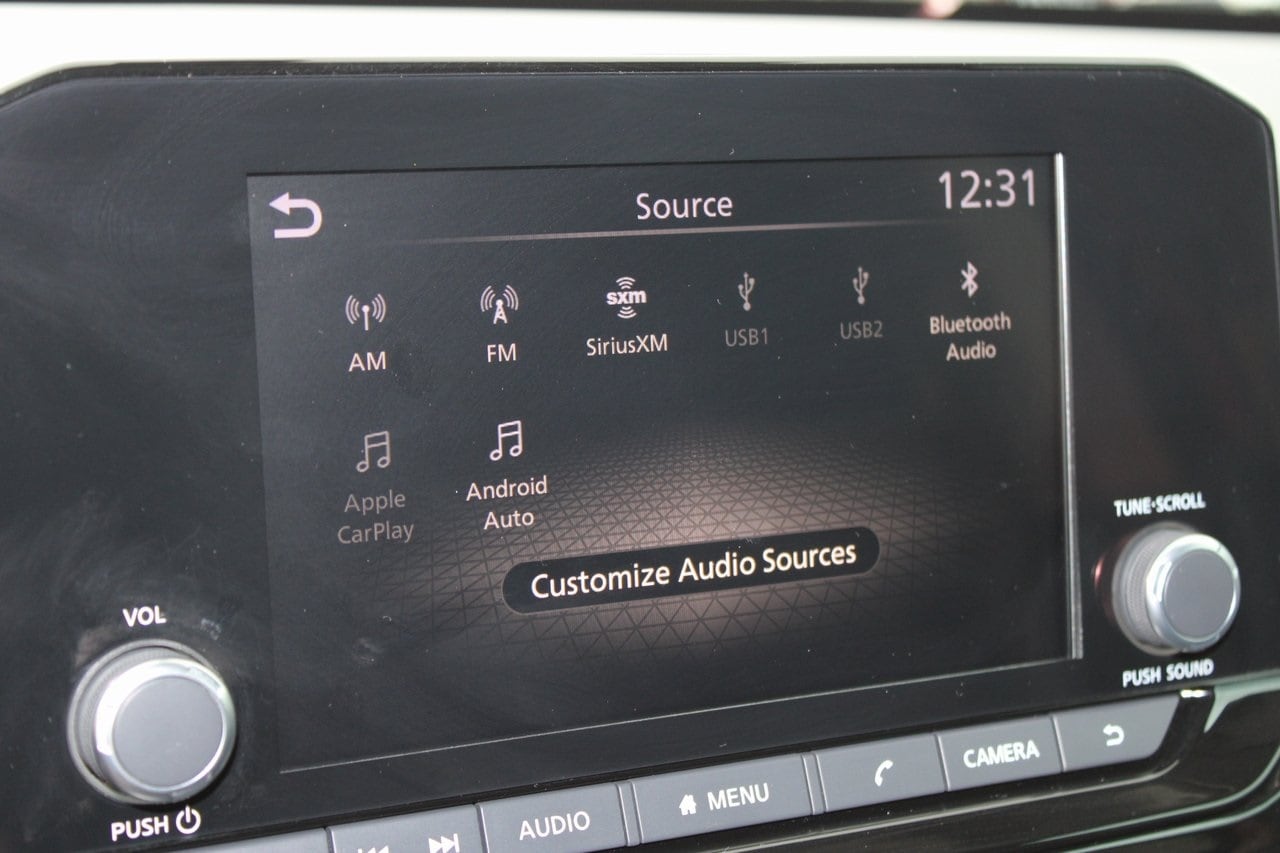 Source
12:31
sxm
AM
FM
SiriusXM
USB1
USB2
Bluetooth
Audio
Apple
CarPlay
Android
Auto
Customize Audio Sources
TUNE·SCROLL
PUSH SOUND
VOL
PUSH
AUDIO
MENU
CAMERA